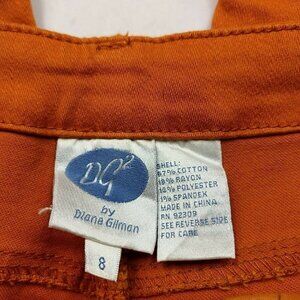 DG2
by
Diane Gilman
8
SHELL:
67% COTTON
18% RAYON
14% POLYESTER
1% SPANDEX
MADE IN CHINA
RN 92309
SEE REVERSE SIDE
FOR CARE